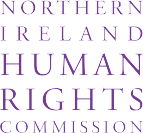 NORTHERN
IRELAND
HUMAN
RIGHTS
COMMISSION